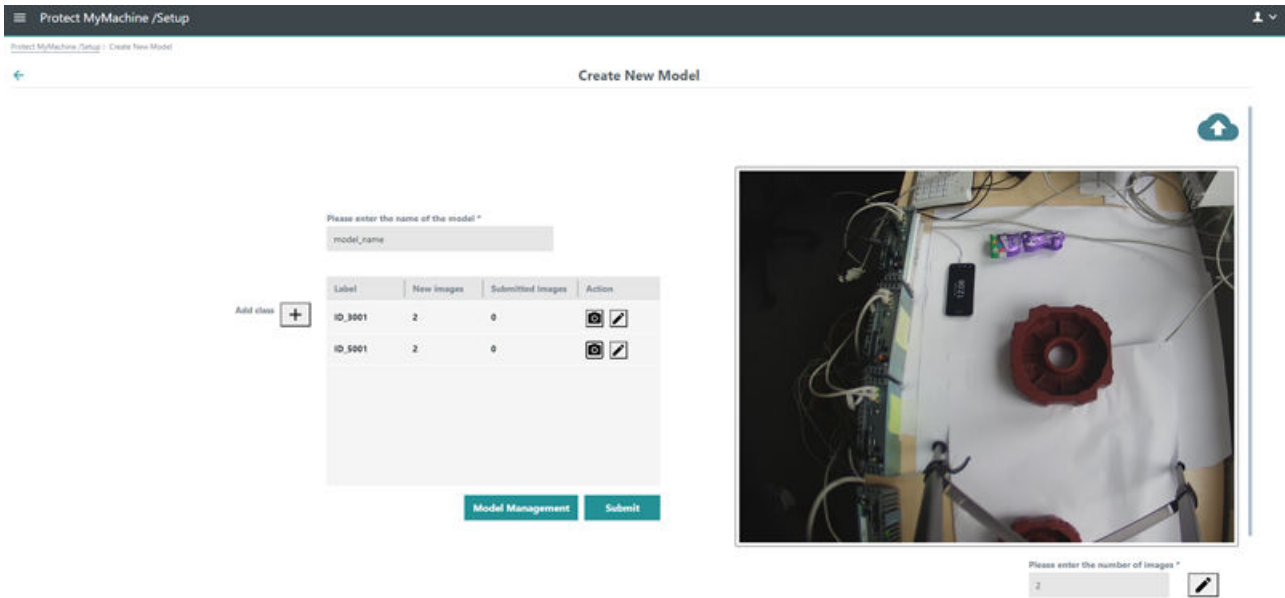 Protect MyMachine /Setup
Protect MyMachine /Setup / Create New Model
Create New Model
Please enter the name of the model *
model_name
Label New images Submitted images Action
Add class
ID_3001 2 0
ID_5001 2 0
Model Management Submit
12:08
Please enter the number of images *
2